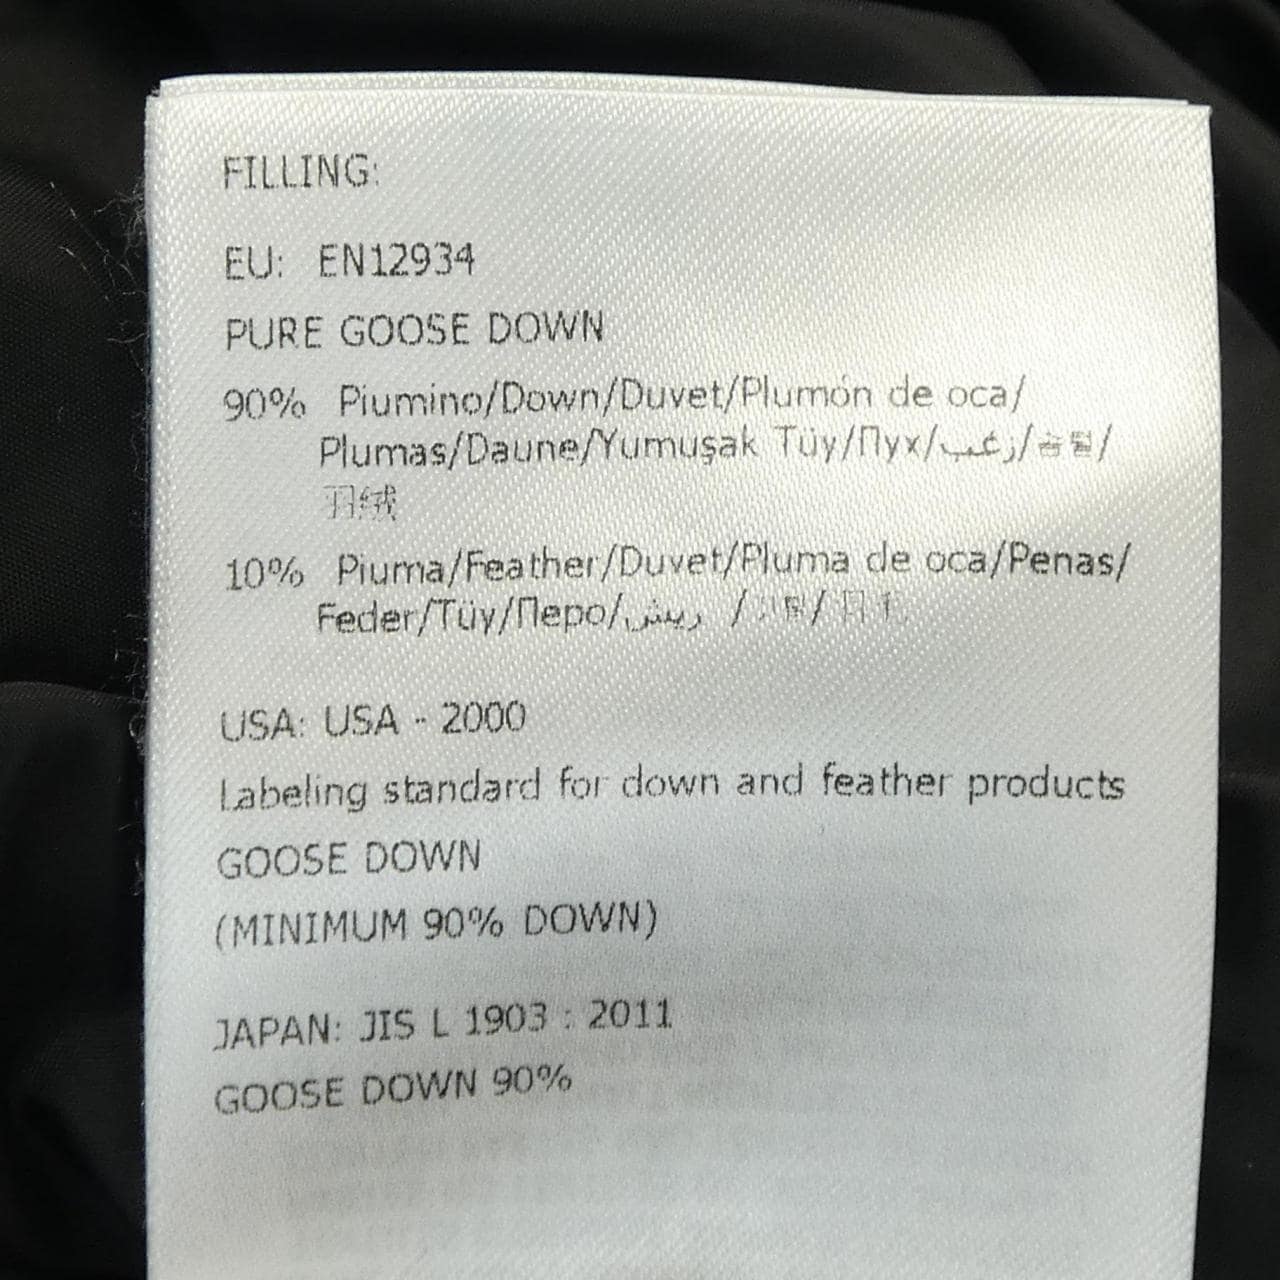 FILLING:
EU: EN12934
PURE GOOSE DOWN
90% Piumino/Down/Duvet/Plumón de oca/
Plumas/Daune/Yumuşak Tüy/Пух/زغب/솜털/
羽绒
10% Piuma/Feather/Duvet/Pluma de oca/Penas/
Feder/Tüy/Перо/ريش /
USA: USA - 2000
Labeling standard for down and feather products
GOOSE DOWN
(MINIMUM 90% DOWN)
JAPAN: JIS L 1903 : 2011
GOOSE DOWN 90%